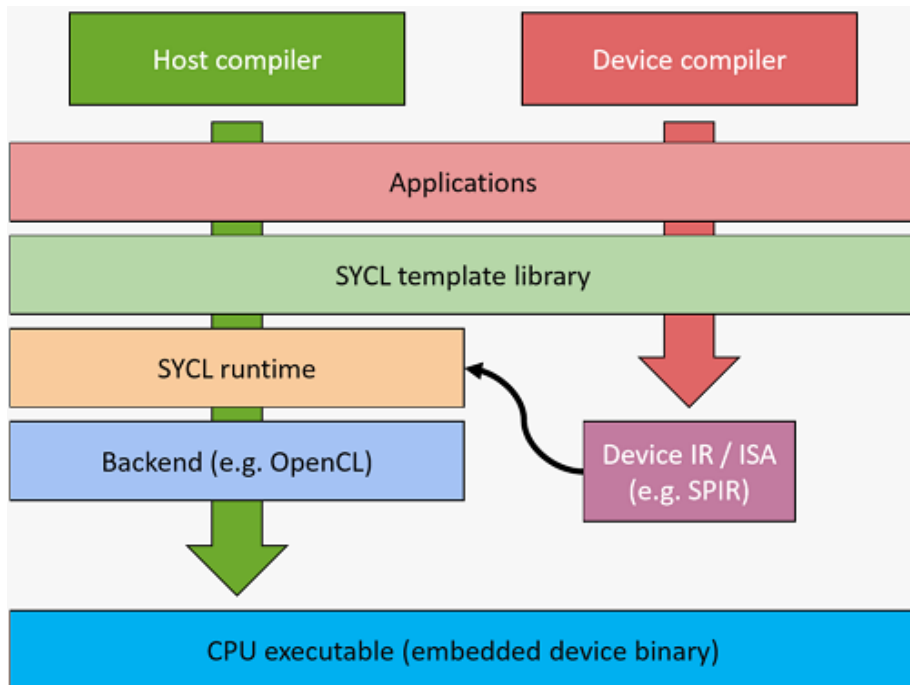 Host compiler
Device compiler
Applications
SYCL template library
SYCL runtime
Backend (e.g. OpenCL)
Device IR / ISA
(e.g. SPIR)
CPU executable (embedded device binary)